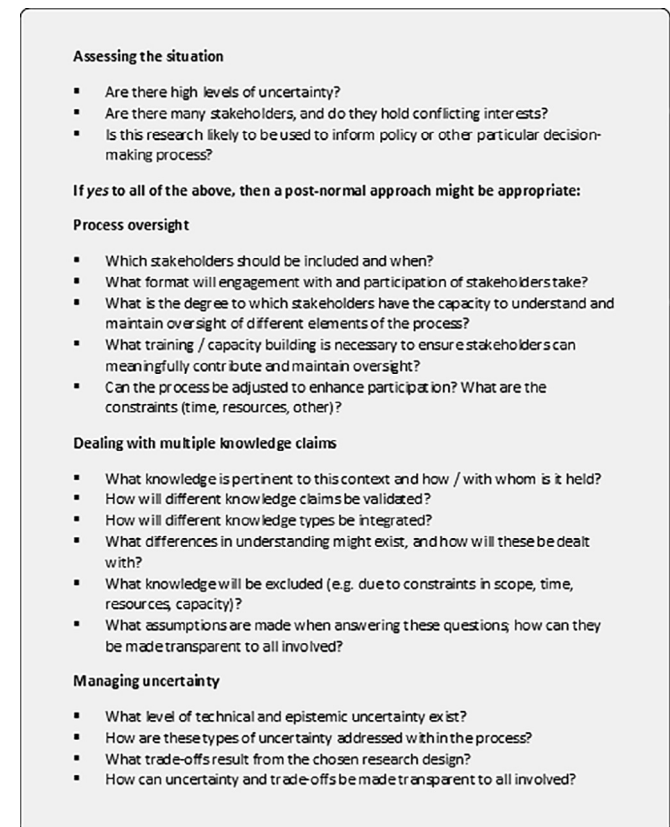 Assessing the situation
▪ Are there high levels of uncertainty?
▪ Are there many stakeholders, and do they hold conflicting interests?
▪ Is this research likely to be used to inform policy or other particular decision-
making process?
If yes to all of the above, then a post-normal approach might be appropriate:
Process oversight
▪ Which stakeholders should be included and when?
▪ What format will engagement with and participation of stakeholders take?
▪ What is the degree to which stakeholders have the capacity to understand and
maintain oversight of different elements of the process?
▪ What training / capacity building is necessary to ensure stakeholders can
meaningfully contribute and maintain oversight?
▪ Can the process be adjusted to enhance participation? What are the
constraints (time, resources, other)?
Dealing with multiple knowledge claims
▪ What knowledge is pertinent to this context and how / with whom is it held?
▪ How will different knowledge claims be validated?
▪ How will different knowledge types be integrated?
▪ What differences in understanding might exist, and how will these be dealt
with?
▪ What knowledge will be excluded (e.g. due to constraints in scope, time,
resources, capacity)?
▪ What assumptions are made when answering these questions; how can they
be made transparent to all involved?
Managing uncertainty
▪ What level of technical and epistemic uncertainty exist?
▪ How are these types of uncertainty addressed within the process?
▪ What trade-offs result from the chosen research design?
▪ How can uncertainty and trade-offs be made transparent to all involved?